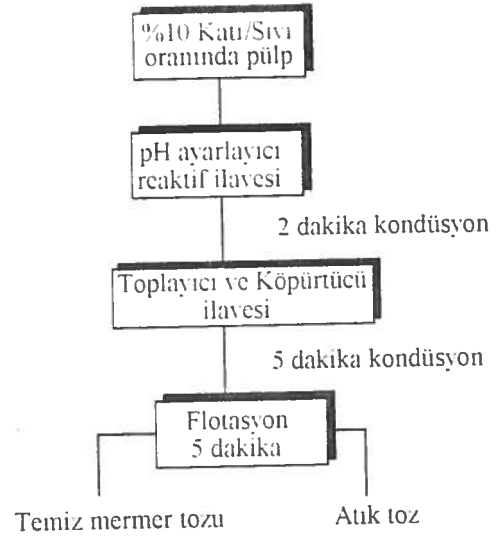 %10 Katı/Sıvı
oranında pülp
pH ayarlayıcı
reaktif ilavesi
2 dakika kondüsyon
Toplayıcı ve Köpürtücü
ilavesi
5 dakika kondüsyon
Flotasyon
5 dakika
Temiz mermer tozu
Atık toz